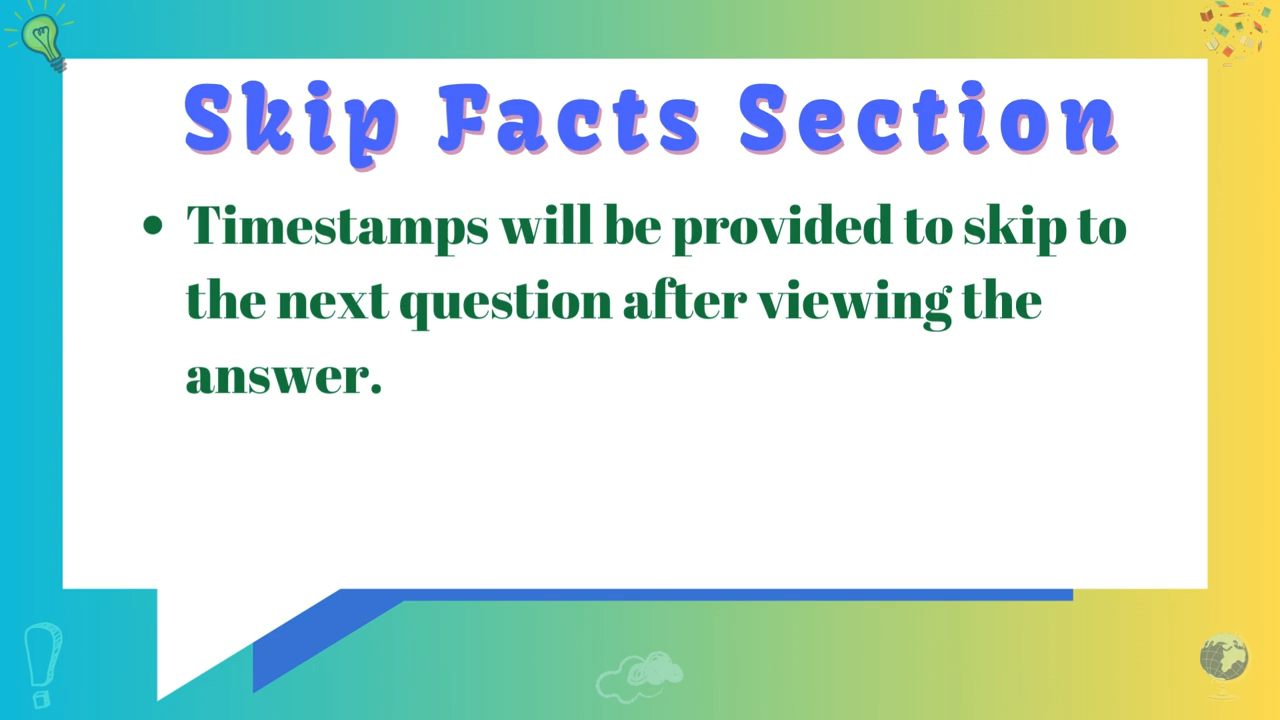 Skip Facts Section
• Timestamps will be provided to skip to
the next question after viewing the
answer.